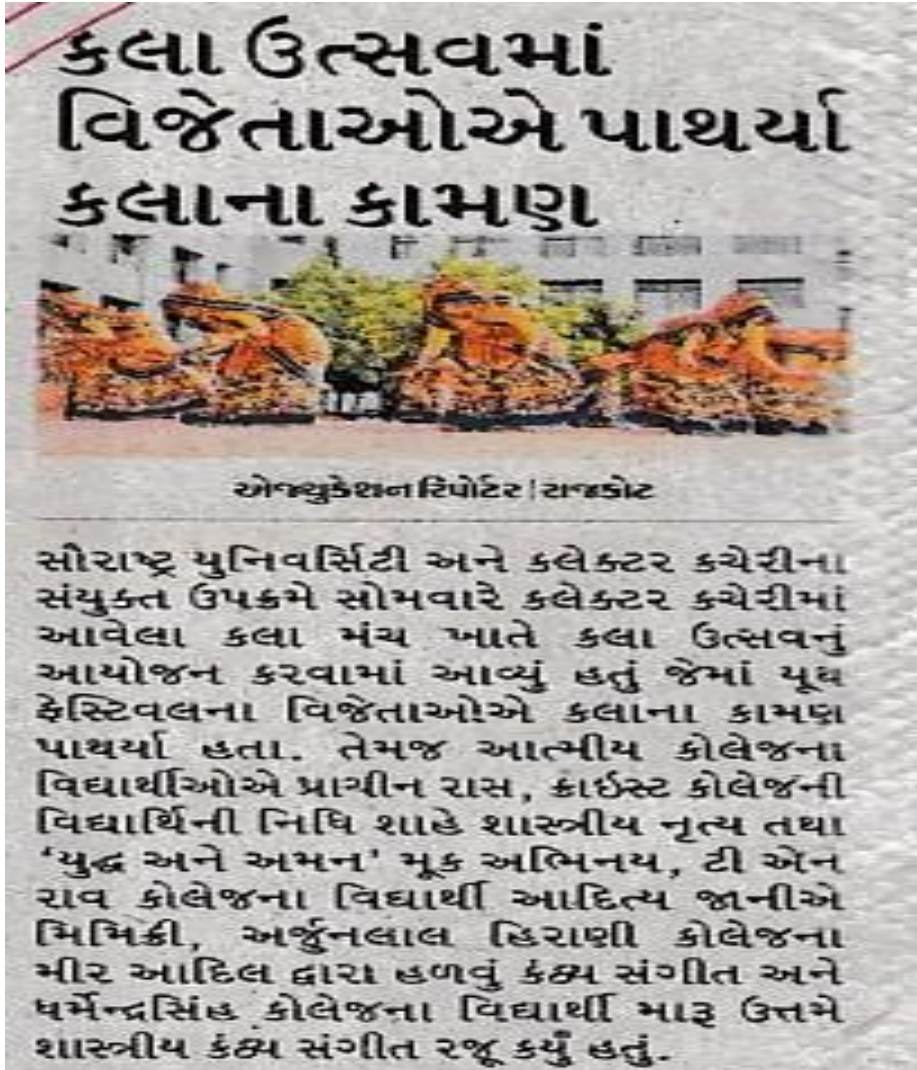 કલા ઉત્સવમાં
વિજેતાઓએ પાથર્યા
કલાના કામણ
એજ્યુકેશન રિપોર્ટર | રાજકોટ
સૌરાષ્ટ્ર યુનિવર્સિટી અને કલેક્ટર કચેરીના
સંયુક્ત ઉપક્રમે સોમવારે કલેક્ટર કચેરીમાં
આવેલા કલા મંચ ખાતે કલા ઉત્સવનું
આયોજન કરવામાં આવ્યું હતું જેમાં યૂથ
ફેસ્ટિવલના વિજેતાઓએ કલાના કામણ
પાથર્યા હતા. તેમજ આત્મીય કોલેજના
વિદ્યાર્થીઓએ પ્રાચીન રાસ, ક્રાઇસ્ટ કોલેજની
વિદ્યાર્થિની નિધિ શાહે શાસ્ત્રીય નૃત્ય તથા
‘યુદ્ધ અને અમન’ મૂક અભિનય, ટી એન
રાવ કોલેજના વિદ્યાર્થી આદિત્ય જાનીએ
મિમિક્રી, અર્જુનલાલ હિરાણી કોલેજના
મીર આદિલ દ્વારા હળવું કંઠ્ય સંગીત અને
ધર્મેન્દ્રસિંહ કોલેજના વિદ્યાર્થી મારૂ ઉત્તમે
શાસ્ત્રીય કંઠ્ય સંગીત રજૂ કર્યું હતું.